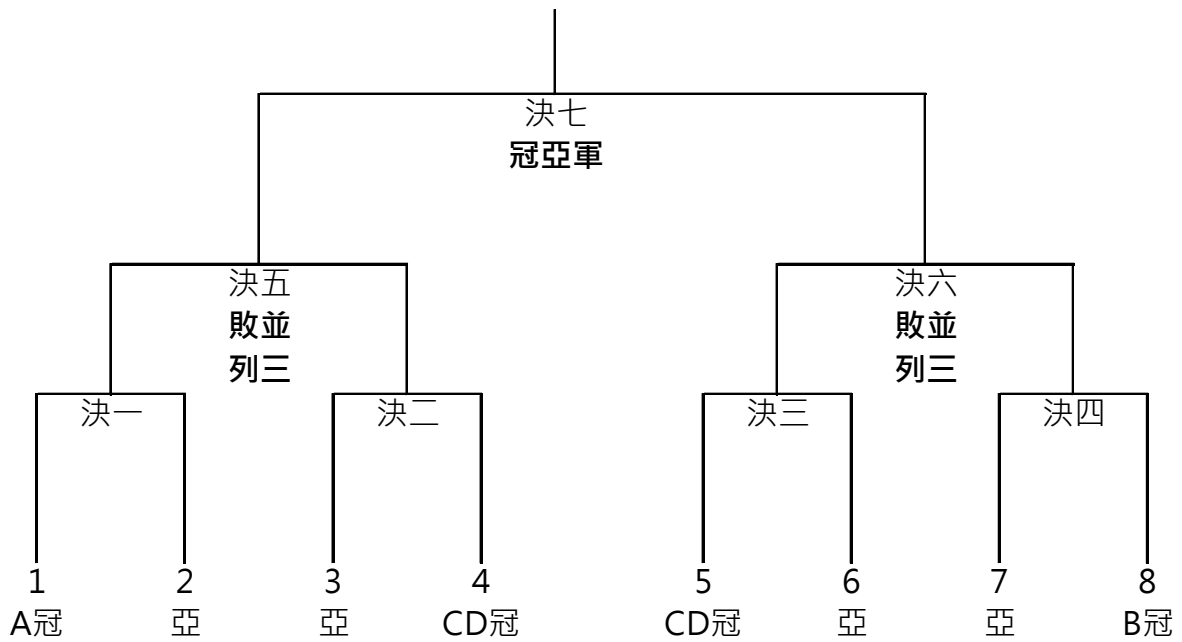 決七
冠亞軍
決五
敗並
列三
決六
敗並
列三
決一
決二
決三
決四
1 2 3 4 5 6 7 8
A冠 亞 亞 CD冠 CD冠 亞 亞 B冠